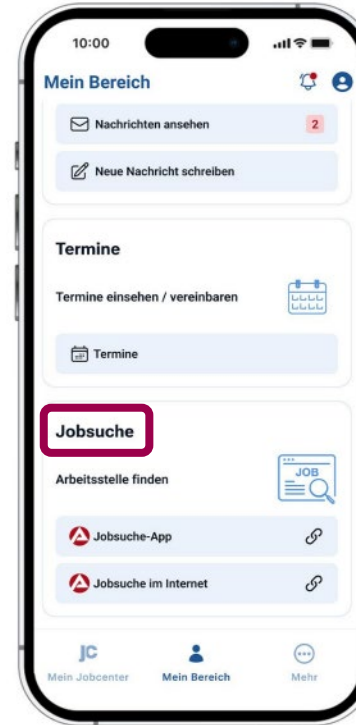 10:00
Mein Bereich
Nachrichten ansehen 2
Neue Nachricht schreiben
Termine
Termine einsehen / vereinbaren
Termine
Jobsuche
Arbeitsstelle finden
JOB
Jobsuche-App
Jobsuche im Internet
JC
Mein Jobcenter Mein Bereich Mehr